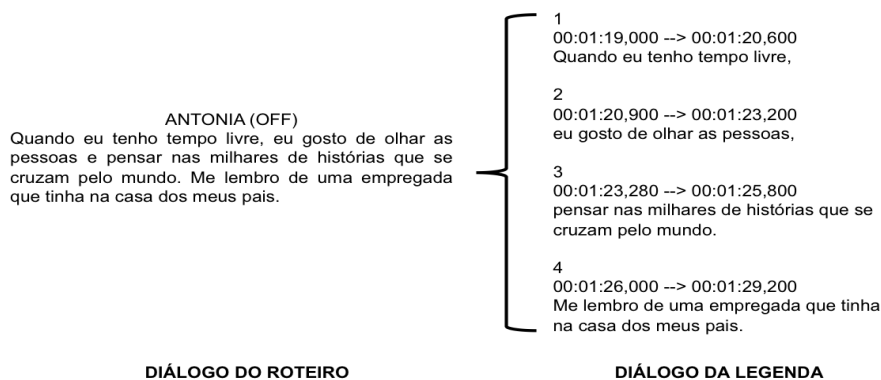 ANTONIA (OFF)
Quando eu tenho tempo livre, eu gosto de olhar as
pessoas e pensar nas milhares de histórias que se
cruzam pelo mundo. Me lembro de uma empregada
que tinha na casa dos meus pais.
DIÁLOGO DO ROTEIRO
1
00:01:19,000 --> 00:01:20,600
Quando eu tenho tempo livre,
2
00:01:20,900 --> 00:01:23,200
eu gosto de olhar as pessoas,
3
00:01:23,280 --> 00:01:25,800
pensar nas milhares de histórias que se
cruzam pelo mundo.
4
00:01:26,000 --> 00:01:29,200
Me lembro de uma empregada que tinha
na casa dos meus pais.
DIÁLOGO DA LEGENDA